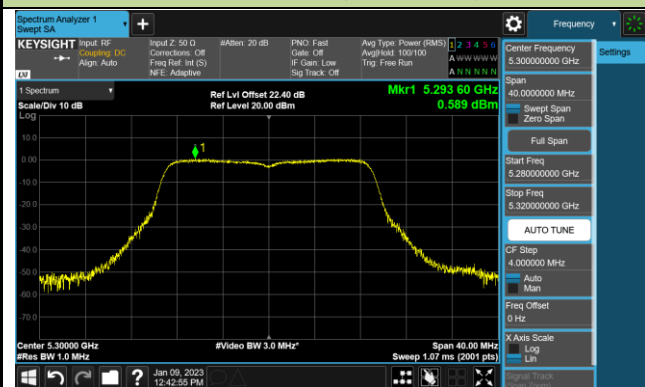 Spectrum Analyzer 1
Swept SA
Frequency
KEYSIGHT Input: RF
Coupling: DC
Align: Auto
Input Z: 50 Ω
Corrections: Off
Freq Ref: Int (S)
NFE: Adaptive
#Atten: 20 dB
PNO: Fast
Gate: Off
IF Gain: Low
Sig Track: Off
Avg Type: Power (RMS)
Avg|Hold: 100/100
Trig: Free Run
1 2 3 4 5 6
A W W W W W
A N N N N N
LXI
1 Spectrum
Scale/Div 10 dB
Log
Ref Lvl Offset 22.40 dB
Ref Level 20.00 dBm
Mkr1 5.293 60 GHz
0.589 dBm
1
10.0
0.00
-10.0
-20.0
-30.0
-40.0
-50.0
-60.0
-70.0
Center 5.30000 GHz
#Res BW 1.0 MHz
#Video BW 3.0 MHz*
Span 40.00 MHz
Sweep 1.07 ms (2001 pts)
Center Frequency
5.300000000 GHz
Span
40.0000000 MHz
Swept Span
Zero Span
Full Span
Start Freq
5.280000000 GHz
Stop Freq
5.320000000 GHz
AUTO TUNE
CF Step
4.000000 MHz
Auto
Man
Freq Offset
0 Hz
X Axis Scale
Log
Lin
Signal Track
(Span Zoom)
Settings
Jan 09, 2023
12:42:55 PM